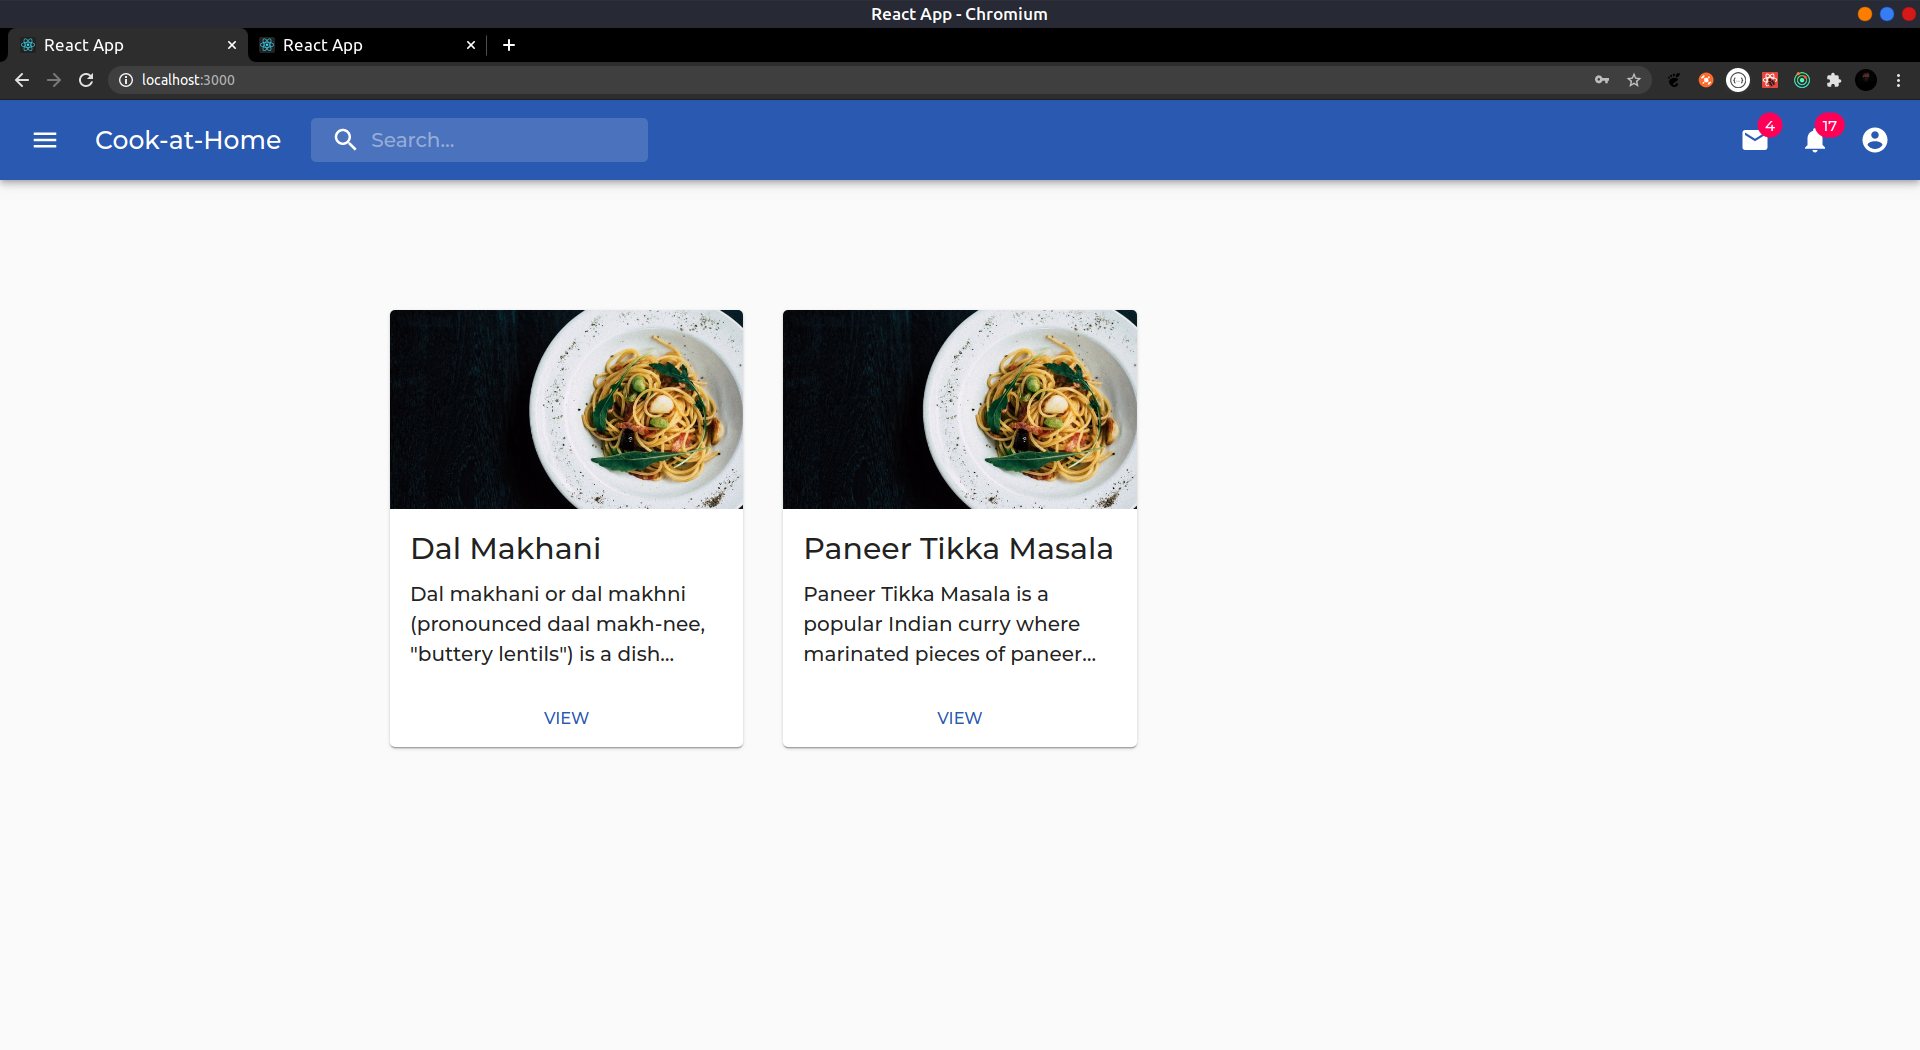 React App - Chromium
React App
React App
localhost:3000
Cook-at-Home
Search...
4
17
Dal Makhani
Dal makhani or dal makhni
(pronounced daal makh-nee,
"buttery lentils") is a dish...
VIEW
Paneer Tikka Masala
Paneer Tikka Masala is a
popular Indian curry where
marinated pieces of paneer...
VIEW